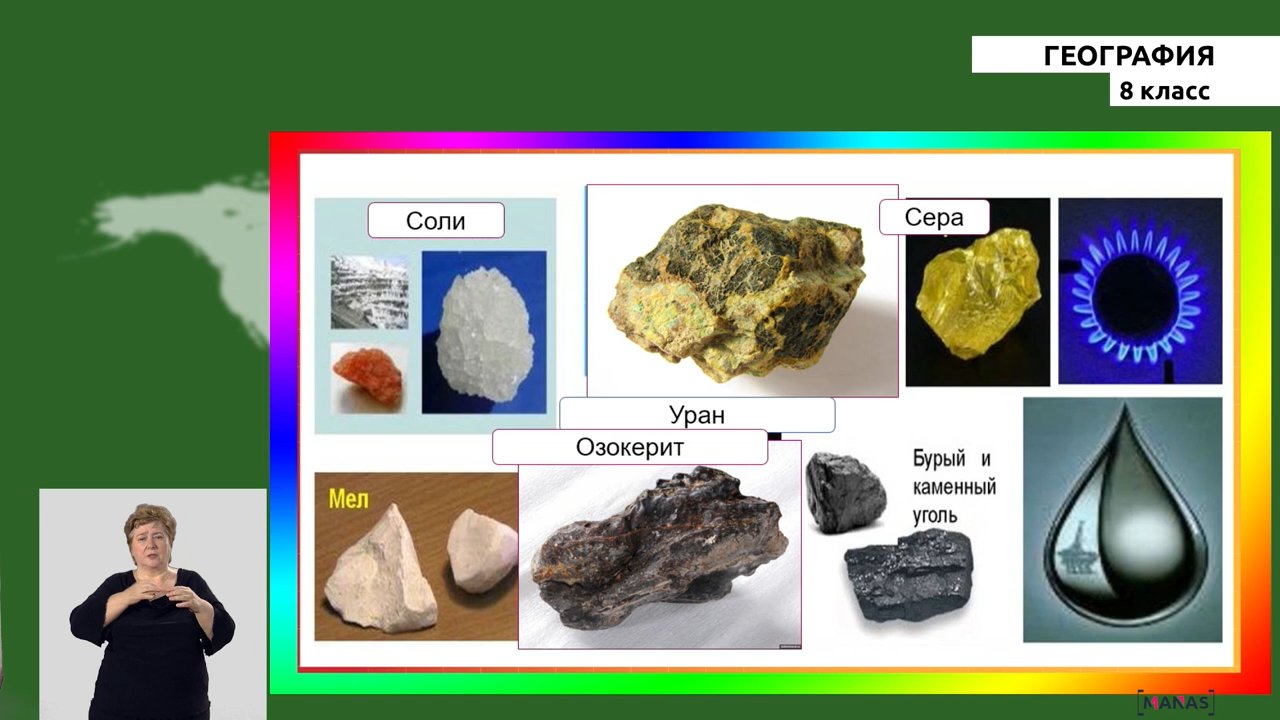 ГЕОГРАФИЯ
8 класс
Соли
Сера
Уран
Озокерит
Мел
Бурый и
каменный
уголь
[MANAS]